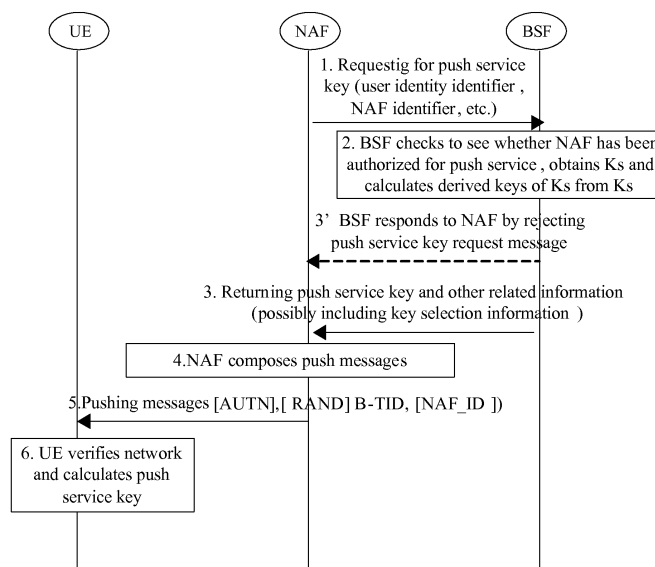 UE
NAF
BSF
1. Requestig for push service
key (user identity identifier ,
NAF identifier , etc.)
2. BSF checks to see whether NAF has been
authorized for push service , obtains Ks and
calculates derived keys of Ks from Ks
3’ BSF responds to NAF by rejecting
push service key request message
3. Returning push service key and other related information
(possibly including key selection information )
4.NAF composes push messages
5.Pushing messages [AUTN],[ RAND] B-TID, [NAF_ID ])
6. UE verifies network
and calculates push
service key